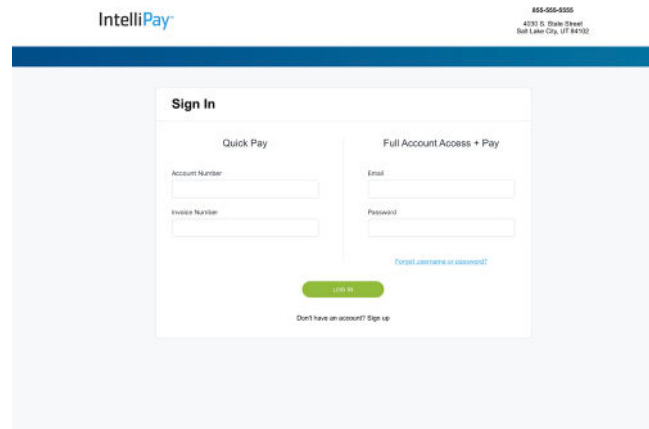 IntelliPay
855-555-5555
4030 S. State Street
Salt Lake City, UT 84102
Sign In
Quick Pay
Account Number
Invoice Number
Full Account Access + Pay
Email
Password
Forgot username or password?
LOG IN
Don't have an account? Sign up